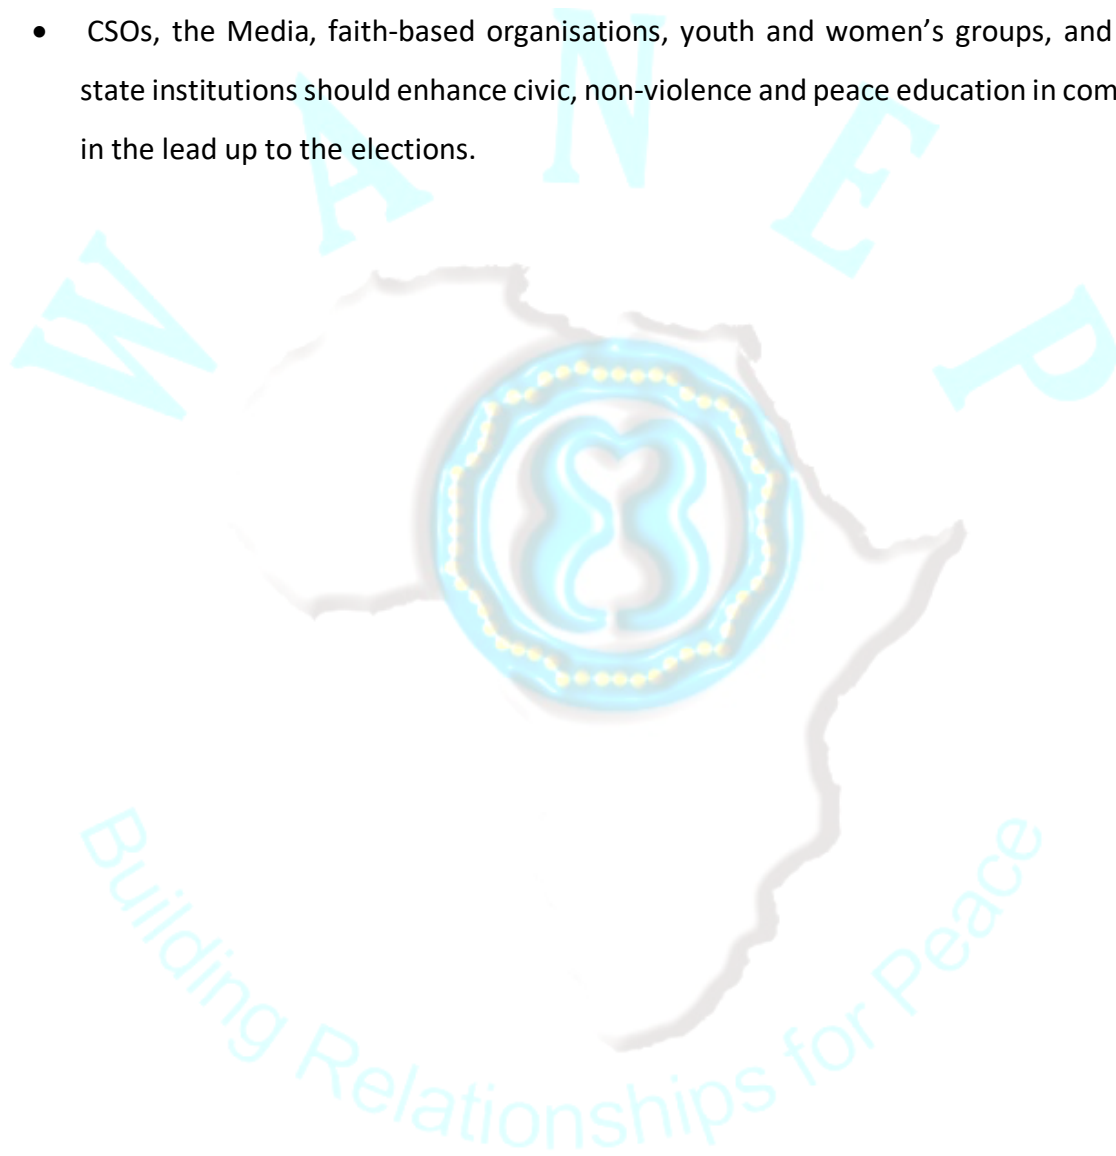 • CSOs, the Media, faith-based organisations, youth and women’s groups, and
state institutions should enhance civic, non-violence and peace education in com
in the lead up to the elections.
W A N E P
Building Relationships for Peace